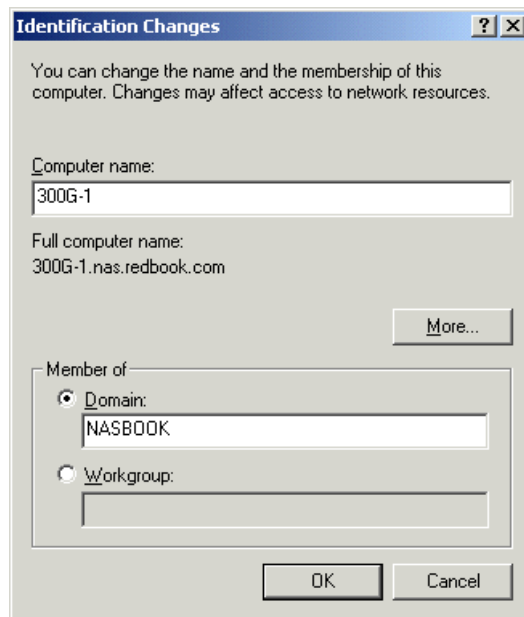 Identification Changes
You can change the name and the membership of this
computer. Changes may affect access to network resources.
Computer name:
300G-1
Full computer name:
300G-1.nas.redbook.com
More...
Member of
Domain:
NASBOOK
Workgroup:
OK Cancel